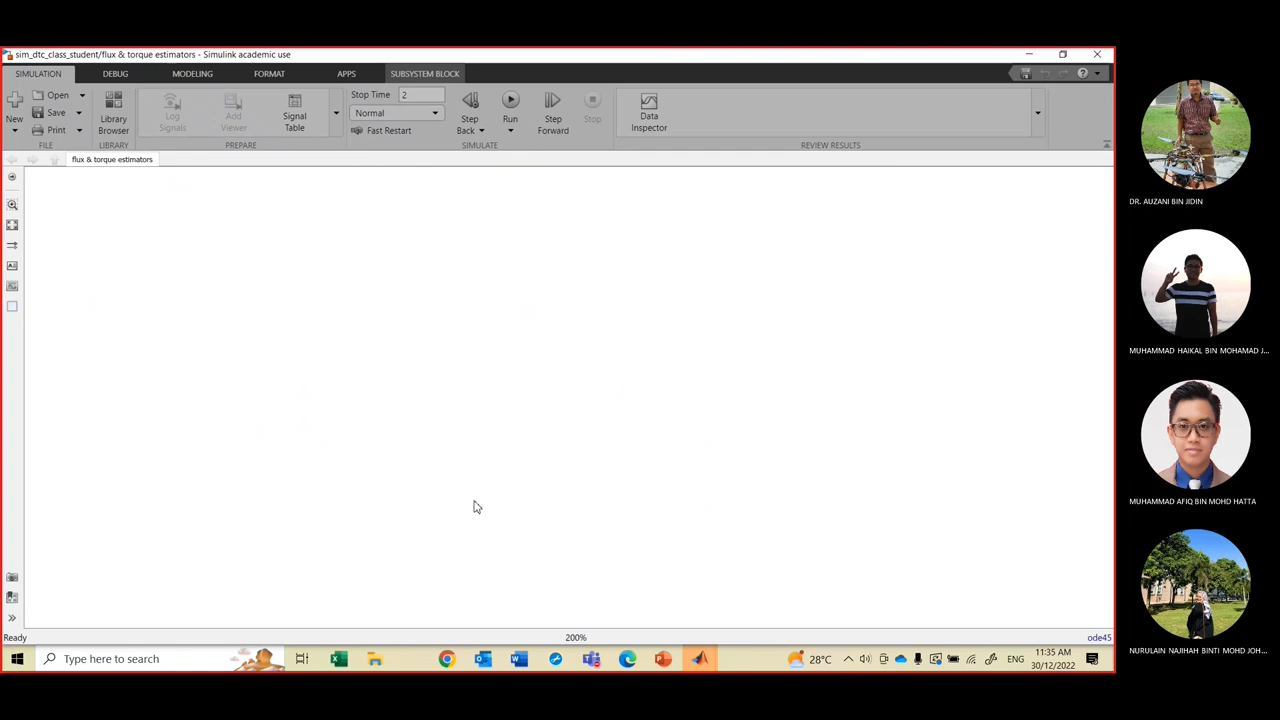 sim_dtc_class_student/flux & torque estimators - Simulink academic use
SIMULATION DEBUG MODELING FORMAT APPS SUBSYSTEM BLOCK
New
Open
Save
Print
FILE
Library
Browser
LIBRARY
Log
Signals
Add
Viewer
Signal
Table
PREPARE
Stop Time 2
Normal
Fast Restart
Step
Back
Run
Step
Forward
Stop
SIMULATE
Data
Inspector
REVIEW RESULTS
flux & torque estimators
Ready 200% ode45
Type here to search
28°C ENG
11:35 AM
30/12/2022
DR. AUZANI BIN JIDIN
MUHAMMAD HAIKAL BIN MOHAMAD J...
MUHAMMAD AFIQ BIN MOHD HATTA
NURULAIN NAJIHAH BINTI MOHD JOH...